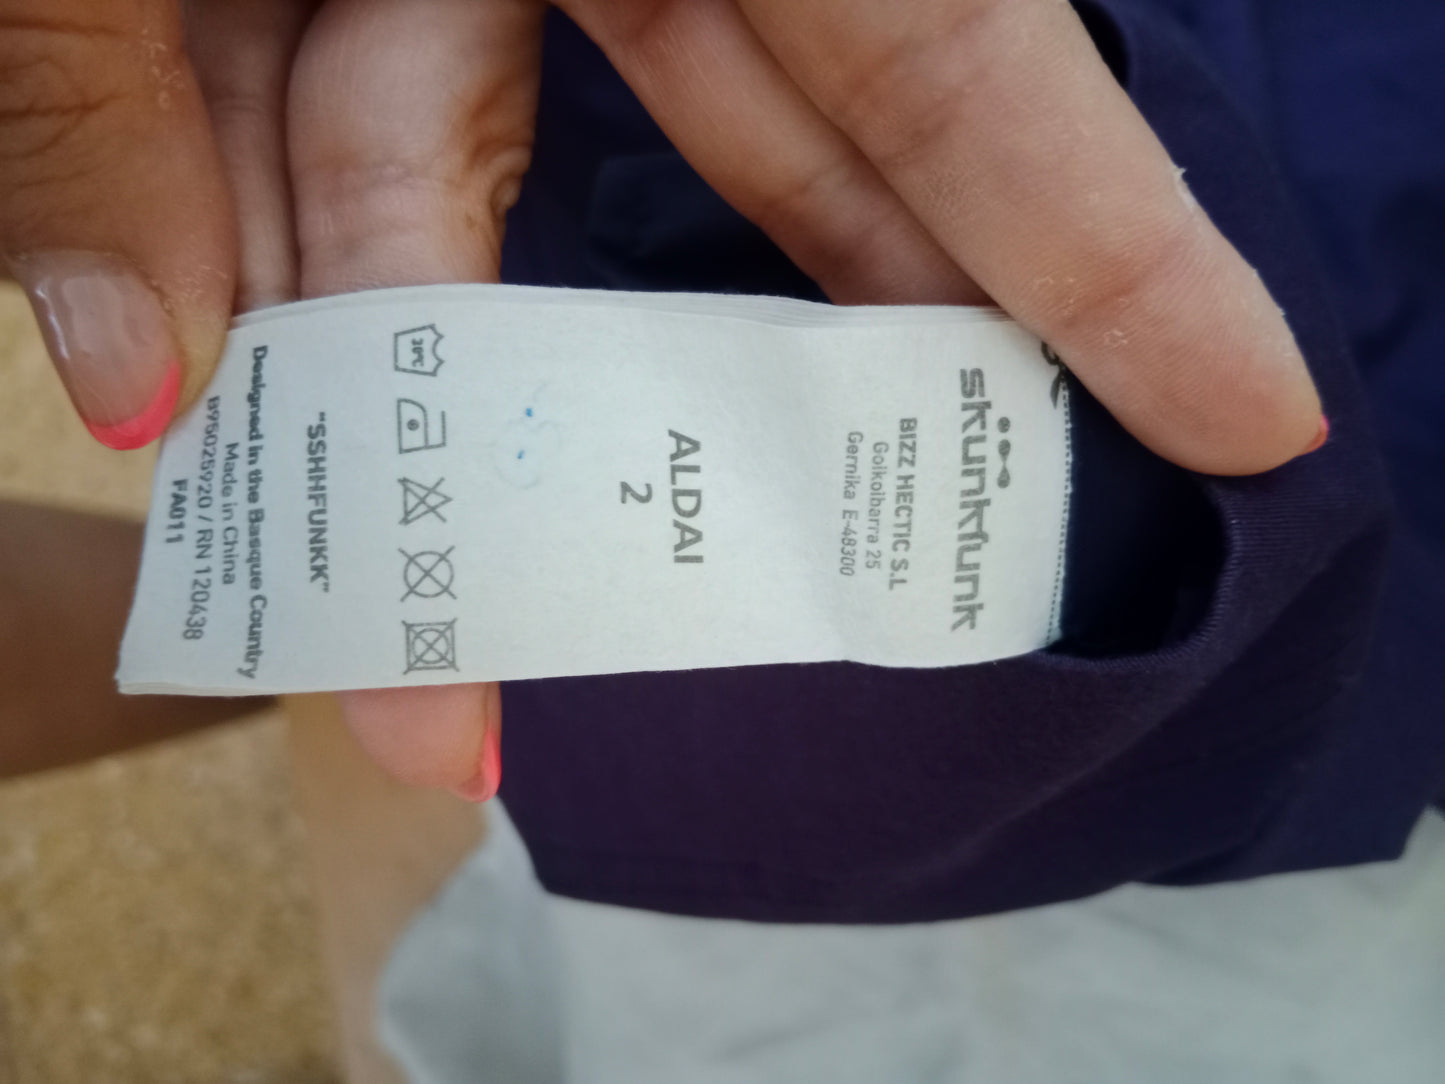 skunkfunk
BIZZ HECTIC S.L
Goikoibarra 25
Gernika E-48300
ALDAI
2
30ºC
"SSHHFUNKK"
Designed in the Basque Country
Made in China
B95025920 / RN 120438
FA011